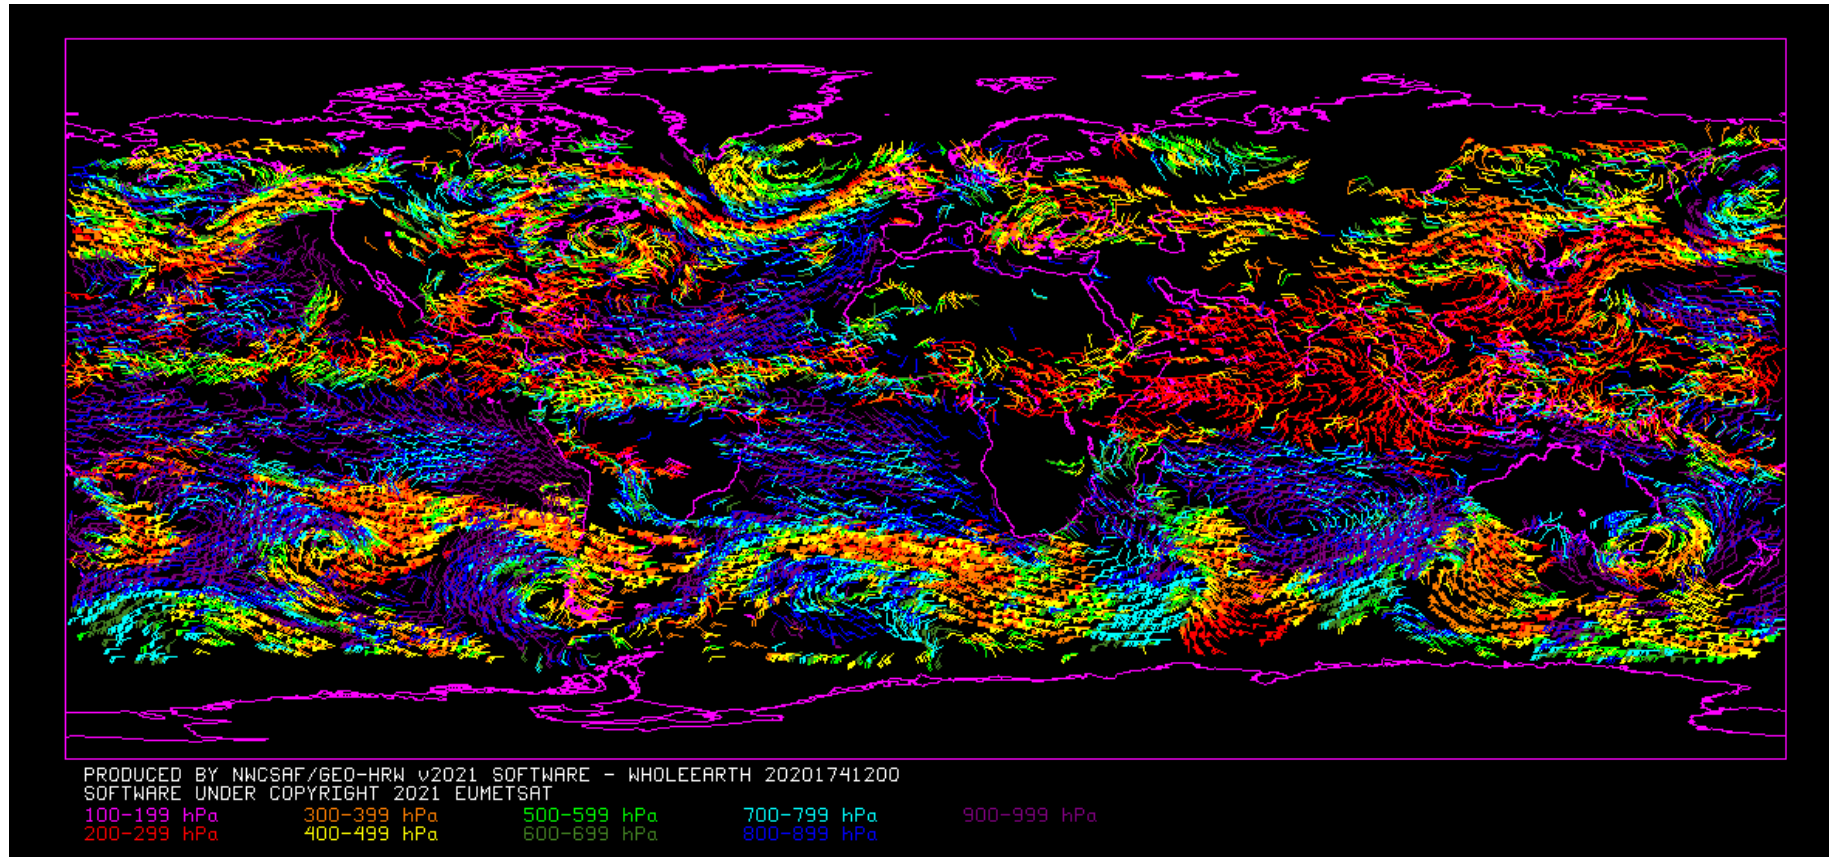 PRODUCED BY NWCSAF/GEO-HRW v2021 SOFTWARE - WHOLEEARTH 20201741200
SOFTWARE UNDER COPYRIGHT 2021 EUMETSAT
100-199 hPa 300-399 hPa 500-599 hPa 700-799 hPa 900-999 hPa
200-299 hPa 400-499 hPa 600-699 hPa 800-899 hPa